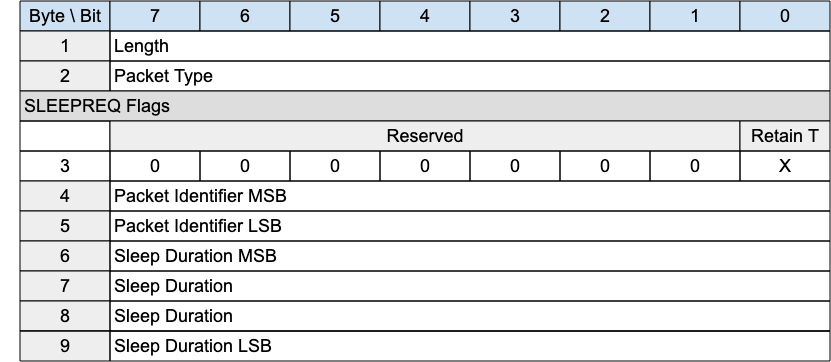 Byte \ Bit 7 6 5 4 3 2 1 0
1 Length
2 Packet Type
SLEEPREQ Flags
Reserved Retain T
3 0 0 0 0 0 0 0 X
4 Packet Identifier MSB
5 Packet Identifier LSB
6 Sleep Duration MSB
7 Sleep Duration
8 Sleep Duration
9 Sleep Duration LSB